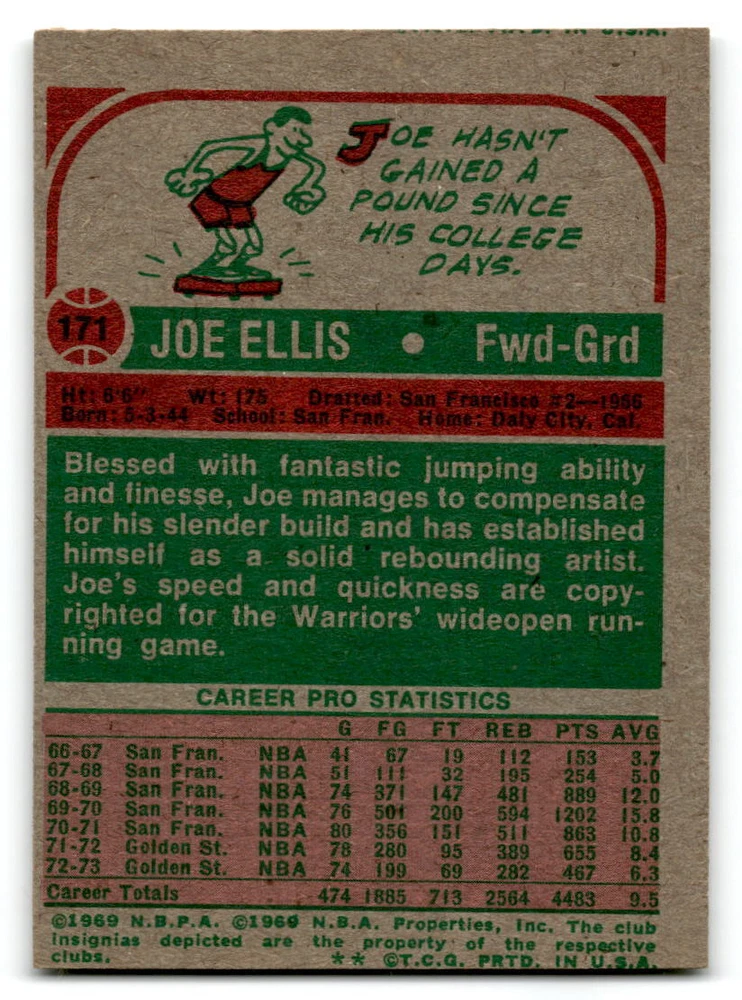 JOE HASN'T
GAINED A
POUND SINCE
HIS COLLEGE
DAYS.
171 JOE ELLIS • Fwd-Grd
Ht: 6'6" Wt: 175 Drafted: San Francisco #2—1966
Born: 5-3-44 School: San Fran. Home: Daly City, Cal.
Blessed with fantastic jumping ability
and finesse, Joe manages to compensate
for his slender build and has established
himself as a solid rebounding artist.
Joe's speed and quickness are copy-
righted for the Warriors' wideopen run-
ning game.
CAREER PRO STATISTICS
G FG FT REB PTS AVG
66-67 San Fran. NBA 41 67 19 112 153 3.7
67-68 San Fran. NBA 51 111 32 195 254 5.0
68-69 San Fran. NBA 74 371 147 481 889 12.0
69-70 San Fran. NBA 76 501 200 594 1202 15.8
70-71 San Fran. NBA 80 356 151 511 863 10.8
71-72 Golden St. NBA 78 280 95 389 655 8.4
72-73 Golden St. NBA 74 199 69 282 467 6.3
Career Totals 474 1885 713 2564 4483 9.5
©1969 N.B.P.A. ©1969 N.B.A. Properties, Inc. The club
insignias depicted are the property of the respective
clubs. ** ©T.C.G. PRTD. IN U.S.A.